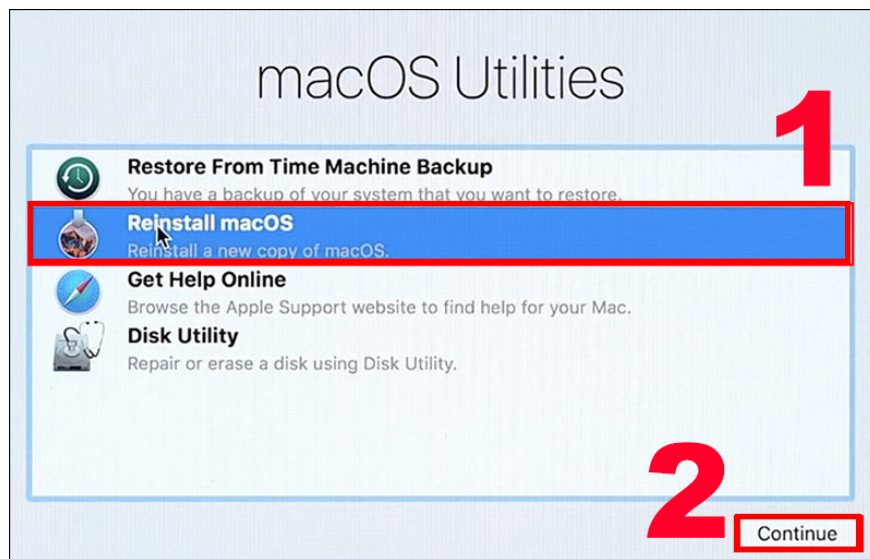 macOS Utilities
1
Restore From Time Machine Backup
You have a backup of your system that you want to restore.
Reinstall macOS
Reinstall a new copy of macOS.
Get Help Online
Browse the Apple Support website to find help for your Mac.
Disk Utility
Repair or erase a disk using Disk Utility.
2
Continue